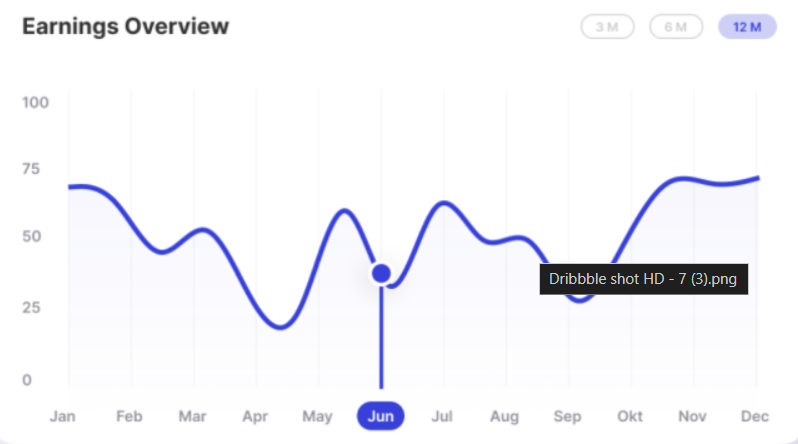 Earnings Overview
3 M 6 M 12 M
100
75
50
Dribbble shot HD - 7 (3).png
25
0
Jan Feb Mar Apr May Jun Jul Aug Sep Okt Nov Dec